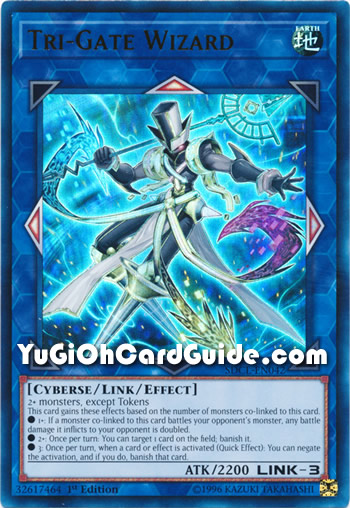 TRI-GATE WIZARD
EARTH
地
YuGiOhCardGuide.com
[CYBERSE/LINK/EFFECT]
2+ monsters, except Tokens
This card gains these effects based on the number of monsters co-linked to this card.
● 1+: If a monster co-linked to this card battles your opponent's monster, any battle
damage it inflicts to your opponent is doubled.
● 2+: Once per turn: You can target 1 card on the field; banish it.
● 3: Once per turn, when a card or effect is activated (Quick Effect): You can negate
the activation, and if you do, banish that card.
ATK/2200 LINK-3
32617464 1st Edition ©1996 KAZUKI TAKAHASHI